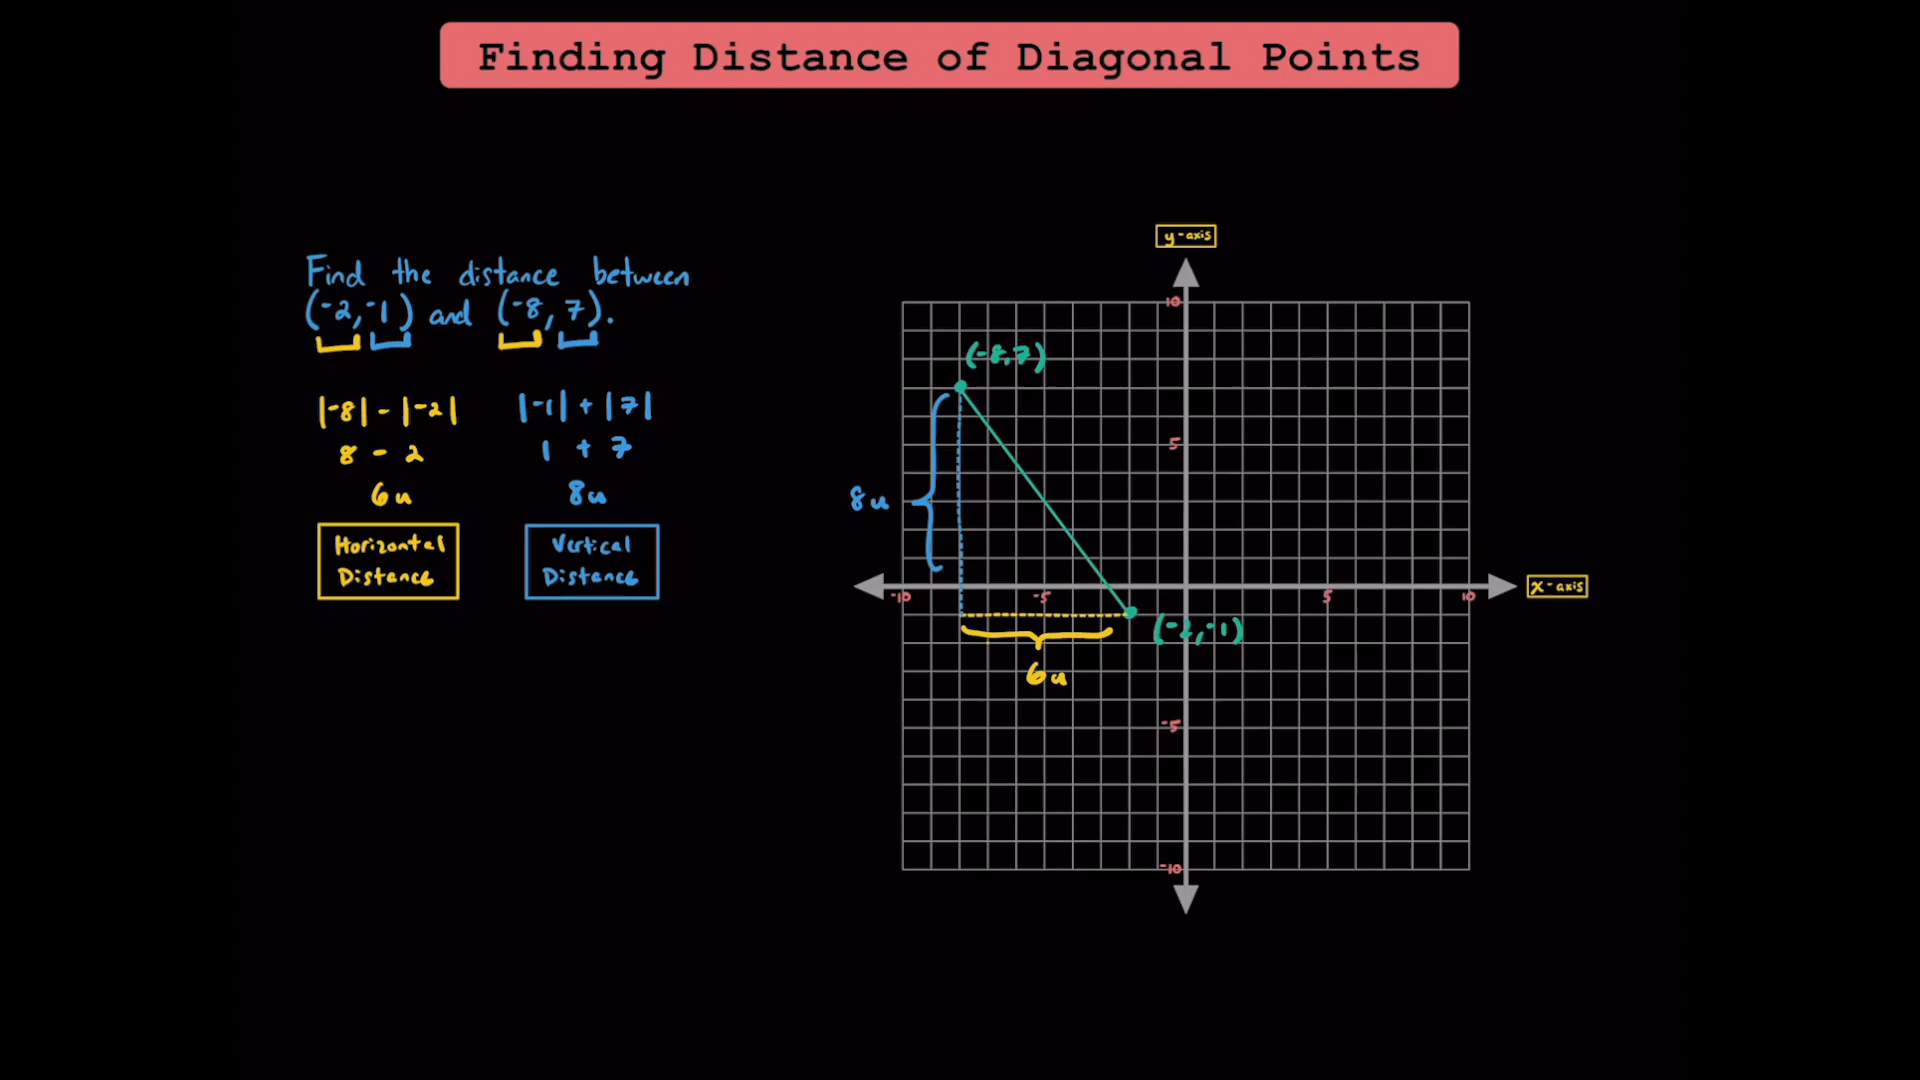 Finding Distance of Diagonal Points
Find the distance between
(-2,-1) and (-8, 7).
|-8| - |-2|
8 - 2
6u
Horizontal
Distance
|-1| + |7|
1 + 7
8u
Vertical
Distance
y-axis
10
(-8,7)
5
8u
-10
-5
5
10
x-axis
(-2,-1)
6u
-5
-10